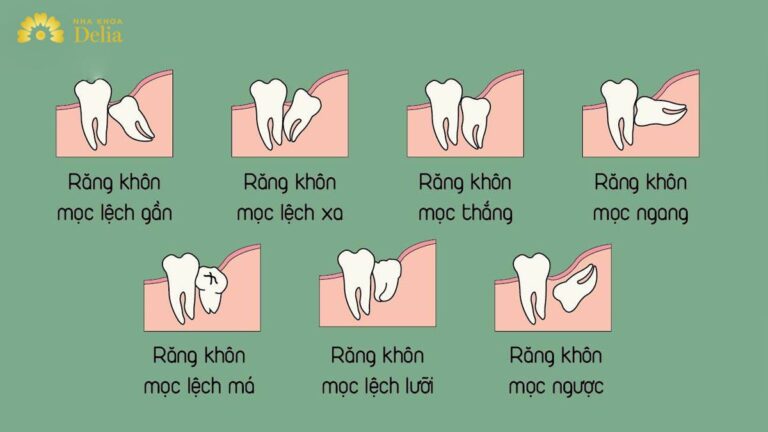 NHA KHOA
Delia
Răng khôn
mọc lệch gần
Răng khôn
mọc lệch xa
Răng khôn
mọc thẳng
Răng khôn
mọc ngang
Răng khôn
mọc lệch má
Răng khôn
mọc lệch lưỡi
Răng khôn
mọc ngược